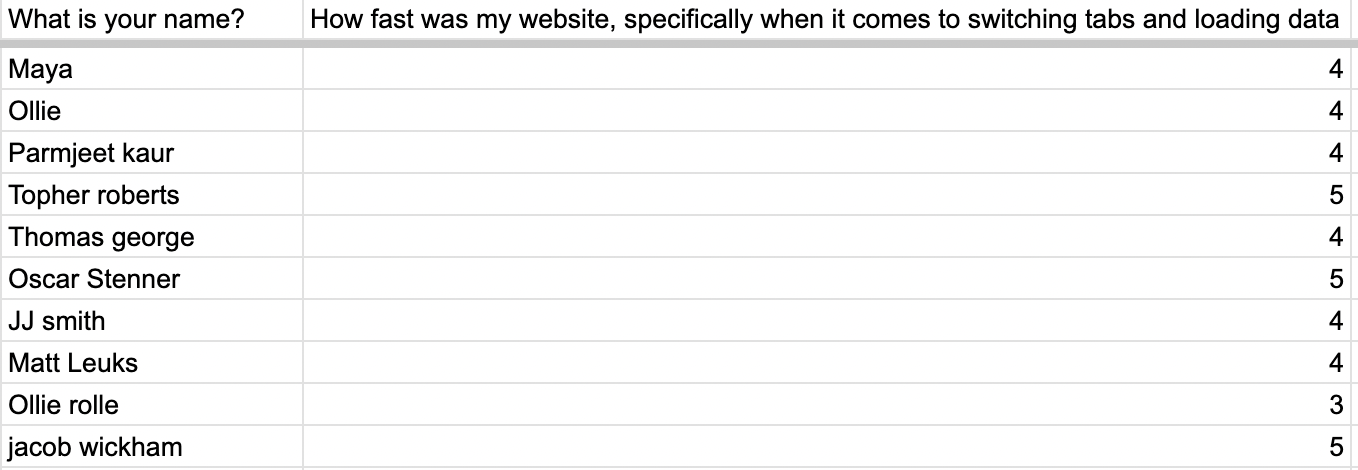 What is your name? How fast was my website, specifically when it comes to switching tabs and loading data
Maya 4
Ollie 4
Parmjeet kaur 4
Topher roberts 5
Thomas george 4
Oscar Stenner 5
JJ smith 4
Matt Leuks 4
Ollie rolle 3
jacob wickham 5